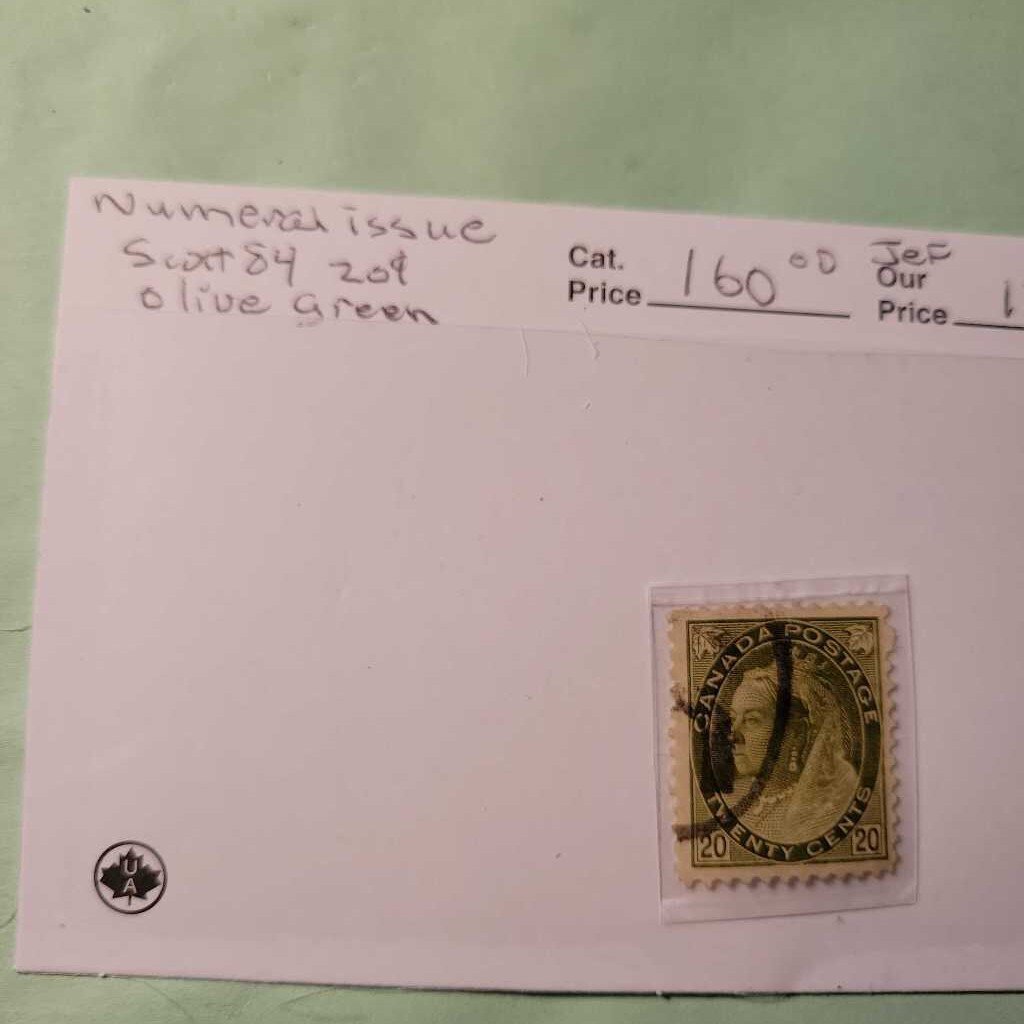 Numeral issue
Scott 84 20¢
olive green
Cat.
Price 160.00
JeF
Our
Price
CANADA POSTAGE
TWENTY CENTS
20 20
U
A